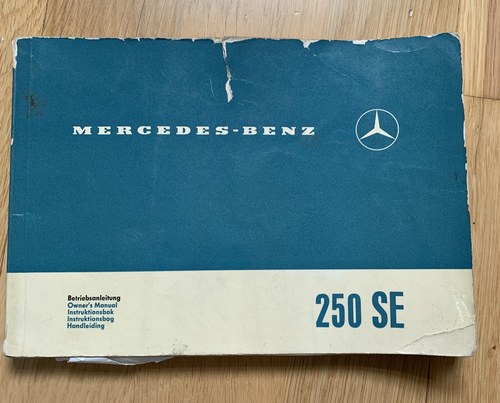 MERCEDES-BENZ
Betriebsanleitung
Owner's Manual
Instruktionsbok
Instruktionsbog
Handleiding
250 SE